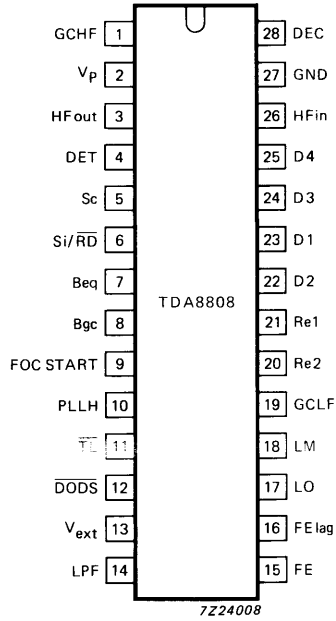 GCHF 1 28 DEC
Vp 2 27 GND
HFout 3 26 HFin
DET 4 25 D4
Sc 5 24 D3
Si/R̅D̅ 6 23 D1
Beq 7 22 D2
TDA8808
Bgc 8 21 Re1
FOC START 9 20 Re2
PLLH 10 19 GCLF
T̅L̅ 11 18 LM
D̅O̅D̅S̅ 12 17 LO
Vext 13 16 FElag
LPF 14 15 FE
7Z24008